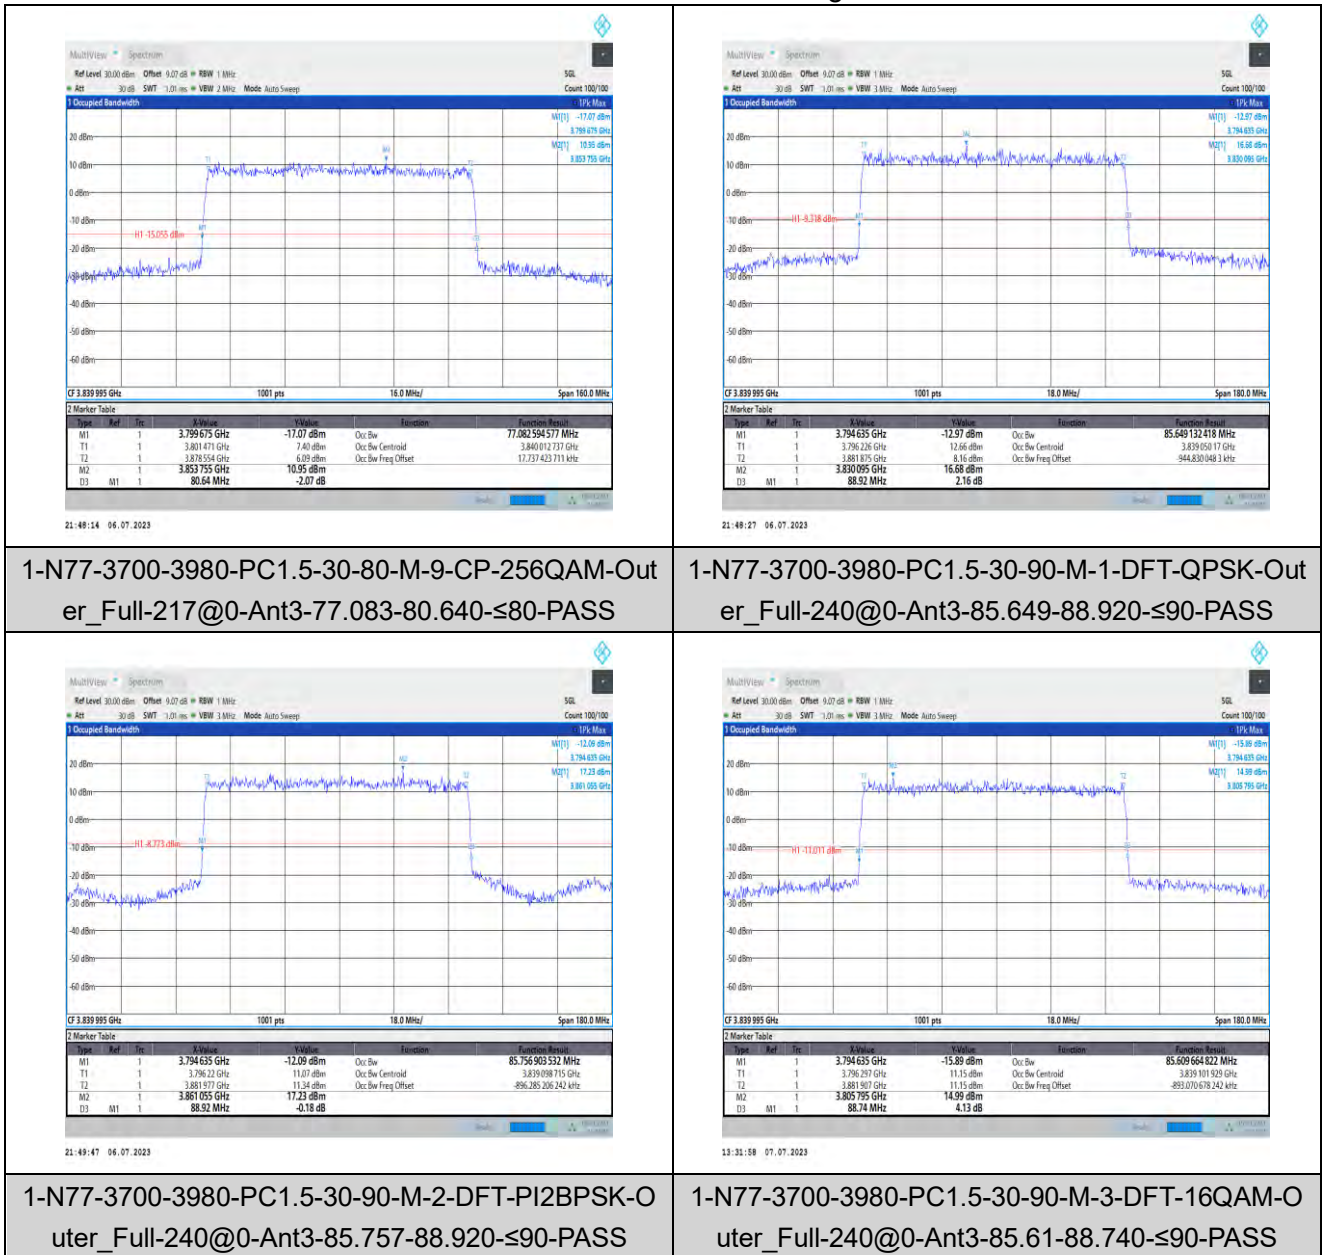 MultiView Spectrum
Ref Level 30.00 dBm Offset 9.07 dB RBW 1 MHz SGL
Att 30 dB SWT 1.01 ms VBW 2 MHz Mode Auto Sweep Count 100/100
1 Occupied Bandwidth 1Pk Max
M1[1] -17.07 dBm
3.799 675 GHz
M2[1] 10.95 dBm
3.853 755 GHz
20 dBm
10 dBm
0 dBm
-10 dBm
H1 -15.055 dBm
-20 dBm
-30 dBm
-40 dBm
-50 dBm
-60 dBm
CF 3.839 995 GHz 1001 pts 16.0 MHz/ Span 160.0 MHz
2 Marker Table
Type Ref Trc X-Value Y-Value Function Function Result
M1 1 3.799 675 GHz -17.07 dBm Occ Bw 77.082 594 577 MHz
T1 1 3.801 471 GHz 7.40 dBm Occ Bw Centroid 3.840 012 737 GHz
T2 1 3.878 554 GHz 6.09 dBm Occ Bw Freq Offset 17.737 423 711 kHz
M2 1 3.853 755 GHz 10.95 dBm
D3 M1 1 80.64 MHz -2.07 dB
21:48:14 06.07.2023
1-N77-3700-3980-PC1.5-30-80-M-9-CP-256QAM-Out
er_Full-217@0-Ant3-77.083-80.640-≤80-PASS
MultiView Spectrum
Ref Level 30.00 dBm Offset 9.07 dB RBW 1 MHz SGL
Att 30 dB SWT 1.01 ms VBW 3 MHz Mode Auto Sweep Count 100/100
1 Occupied Bandwidth 1Pk Max
M1[1] -12.97 dBm
3.794 635 GHz
M2[1] 16.68 dBm
3.830 095 GHz
20 dBm
10 dBm
0 dBm
-10 dBm
H1 -9.318 dBm
-20 dBm
-30 dBm
-40 dBm
-50 dBm
-60 dBm
CF 3.839 995 GHz 1001 pts 18.0 MHz/ Span 180.0 MHz
2 Marker Table
Type Ref Trc X-Value Y-Value Function Function Result
M1 1 3.794 635 GHz -12.97 dBm Occ Bw 85.649 132 418 MHz
T1 1 3.796 226 GHz 12.66 dBm Occ Bw Centroid 3.839 050 17 GHz
T2 1 3.881 875 GHz 8.16 dBm Occ Bw Freq Offset -944.830 048 3 kHz
M2 1 3.830 095 GHz 16.68 dBm
D3 M1 1 88.92 MHz 2.16 dB
21:48:27 06.07.2023
1-N77-3700-3980-PC1.5-30-90-M-1-DFT-QPSK-Out
er_Full-240@0-Ant3-85.649-88.920-≤90-PASS
MultiView Spectrum
Ref Level 30.00 dBm Offset 9.07 dB RBW 1 MHz SGL
Att 30 dB SWT 1.01 ms VBW 3 MHz Mode Auto Sweep Count 100/100
1 Occupied Bandwidth 1Pk Max
M1[1] -12.09 dBm
3.794 635 GHz
M2[1] 17.23 dBm
3.861 055 GHz
20 dBm
10 dBm
0 dBm
H1 -8.773 dBm
-10 dBm
-20 dBm
-30 dBm
-40 dBm
-50 dBm
-60 dBm
CF 3.839 995 GHz 1001 pts 18.0 MHz/ Span 180.0 MHz
2 Marker Table
Type Ref Trc X-Value Y-Value Function Function Result
M1 1 3.794 635 GHz -12.09 dBm Occ Bw 85.756 903 532 MHz
T1 1 3.796 22 GHz 11.07 dBm Occ Bw Centroid 3.839 098 715 GHz
T2 1 3.881 977 GHz 11.34 dBm Occ Bw Freq Offset -896.285 206 242 kHz
M2 1 3.861 055 GHz 17.23 dBm
D3 M1 1 88.92 MHz -0.18 dB
21:49:47 06.07.2023
1-N77-3700-3980-PC1.5-30-90-M-2-DFT-PI2BPSK-O
uter_Full-240@0-Ant3-85.757-88.920-≤90-PASS
MultiView Spectrum
Ref Level 30.00 dBm Offset 9.07 dB RBW 1 MHz SGL
Att 30 dB SWT 1.01 ms VBW 3 MHz Mode Auto Sweep Count 100/100
1 Occupied Bandwidth 1Pk Max
M1[1] -15.89 dBm
3.794 635 GHz
M2[1] 14.99 dBm
3.805 795 GHz
20 dBm
10 dBm
0 dBm
-10 dBm
H1 -11.011 dBm
-20 dBm
-30 dBm
-40 dBm
-50 dBm
-60 dBm
CF 3.839 995 GHz 1001 pts 18.0 MHz/ Span 180.0 MHz
2 Marker Table
Type Ref Trc X-Value Y-Value Function Function Result
M1 1 3.794 635 GHz -15.89 dBm Occ Bw 85.609 664 822 MHz
T1 1 3.796 297 GHz 11.15 dBm Occ Bw Centroid 3.839 101 929 GHz
T2 1 3.881 907 GHz 11.15 dBm Occ Bw Freq Offset -893.070 678 242 kHz
M2 1 3.805 795 GHz 14.99 dBm
D3 M1 1 88.74 MHz 4.13 dB
13:31:58 07.07.2023
1-N77-3700-3980-PC1.5-30-90-M-3-DFT-16QAM-O
uter_Full-240@0-Ant3-85.61-88.740-≤90-PASS